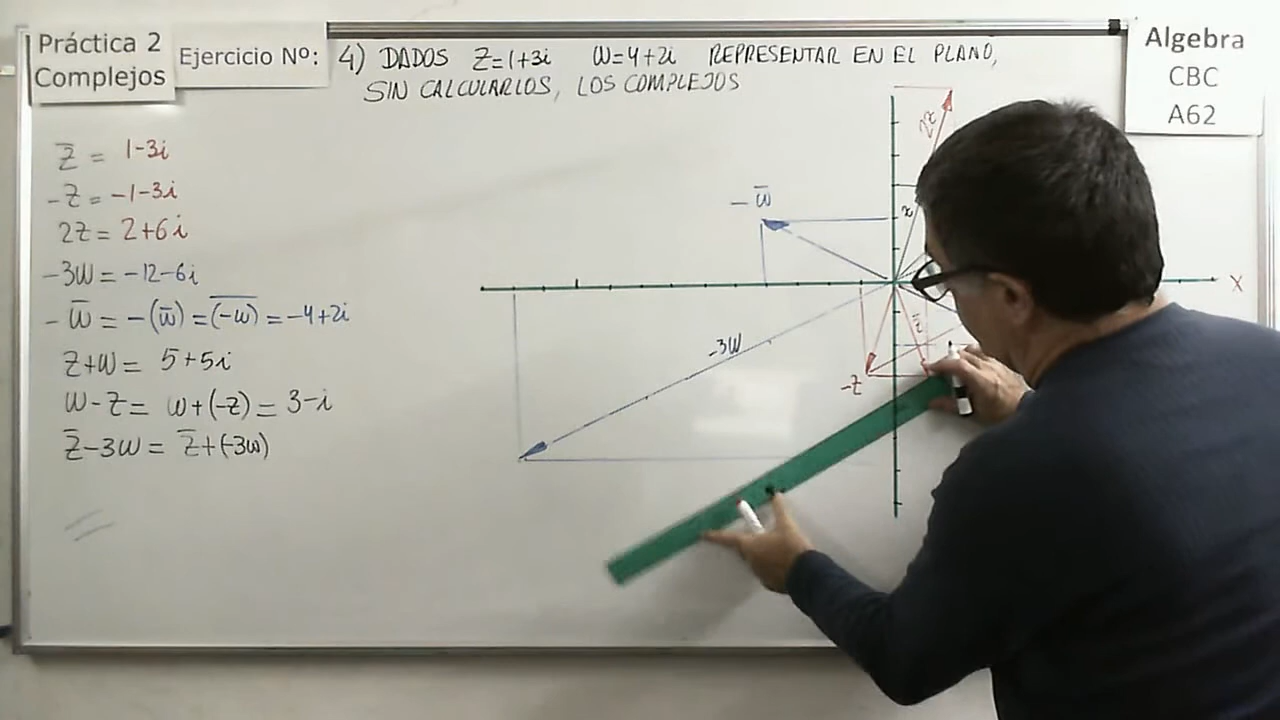 Práctica 2
Complejos
Ejercicio Nº:
4) DADOS Z=1+3i W=4+2i REPRESENTAR EN EL PLANO,
SIN CALCULARLOS, LOS COMPLEJOS
Algebra
CBC
A62
Z̅ = 1-3i
-Z = -1-3i
2Z = 2+6i
-3W = -12-6i
-W̅ = -(W̅) = \overline{(-W)} = -4+2i
Z+W = 5+5i
W-Z = W+(-Z) = 3-i
Z̅-3W = Z̅+(-3W)
2Z
-W̅
Z
X
Z̅
-3W
-Z